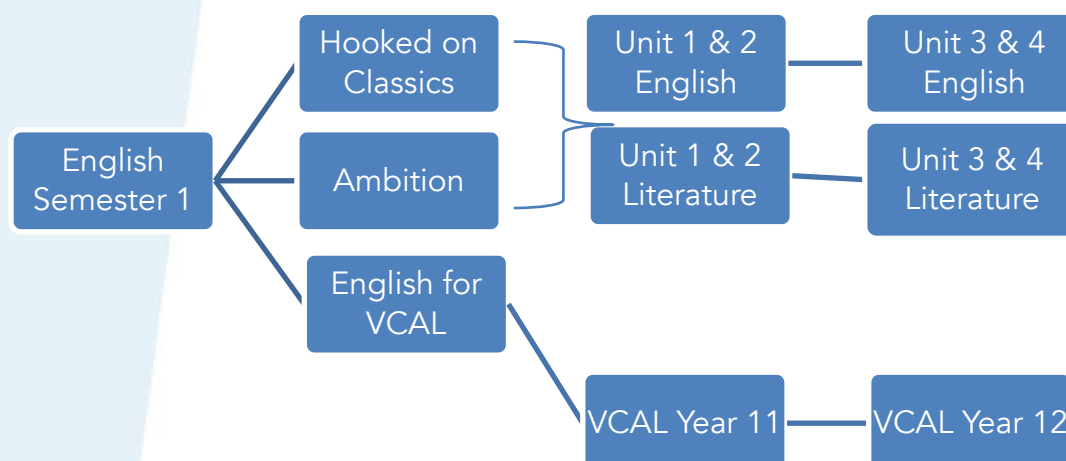 English
Semester 1
Hooked on
Classics
Ambition
English for
VCAL
Unit 1 & 2
English
Unit 3 & 4
English
Unit 1 & 2
Literature
Unit 3 & 4
Literature
VCAL Year 11
VCAL Year 12